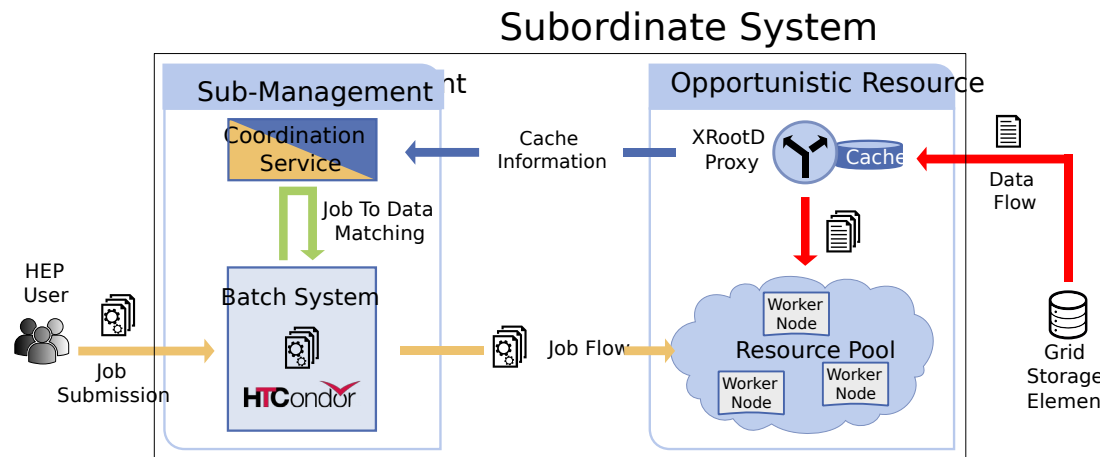 Subordinate System
Sub-Management
nt
Opportunistic Resource
Coordination
Service
Cache
Information
XRootD
Proxy
Cache
Data
Flow
Job To Data
Matching
HEP
User
Batch System
HTCondor
Job
Submission
Job Flow
Worker
Node
Resource Pool
Worker
Node
Worker
Node
Grid
Storage
Element